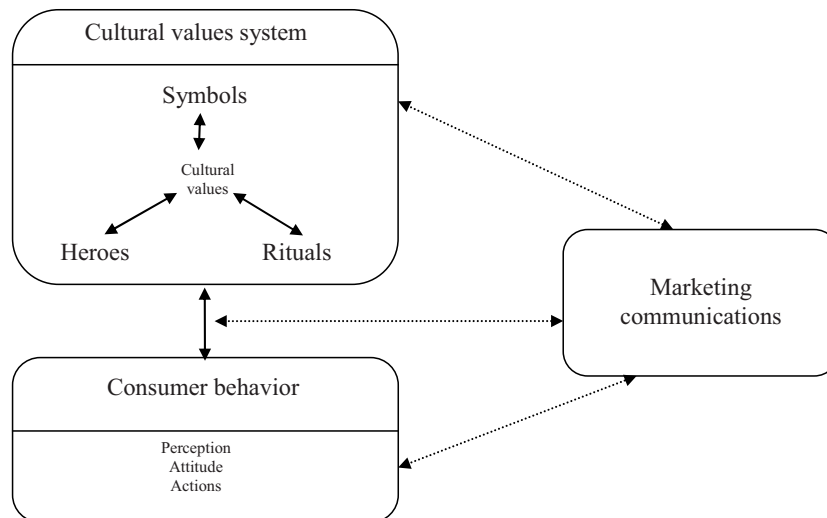 Cultural values system
Symbols
Cultural
values
Heroes
Rituals
Marketing
communications
Consumer behavior
Perception
Attitude
Actions